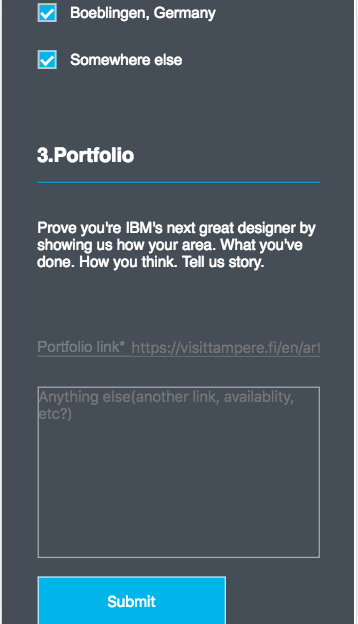 Boeblingen, Germany
Somewhere else
3.Portfolio
Prove you're IBM's next great designer by
showing us how your area. What you've
done. How you think. Tell us story.
Portfolio link* https://visittampere.fi/en/art
Anything else(another link, availablity,
etc?)
Submit